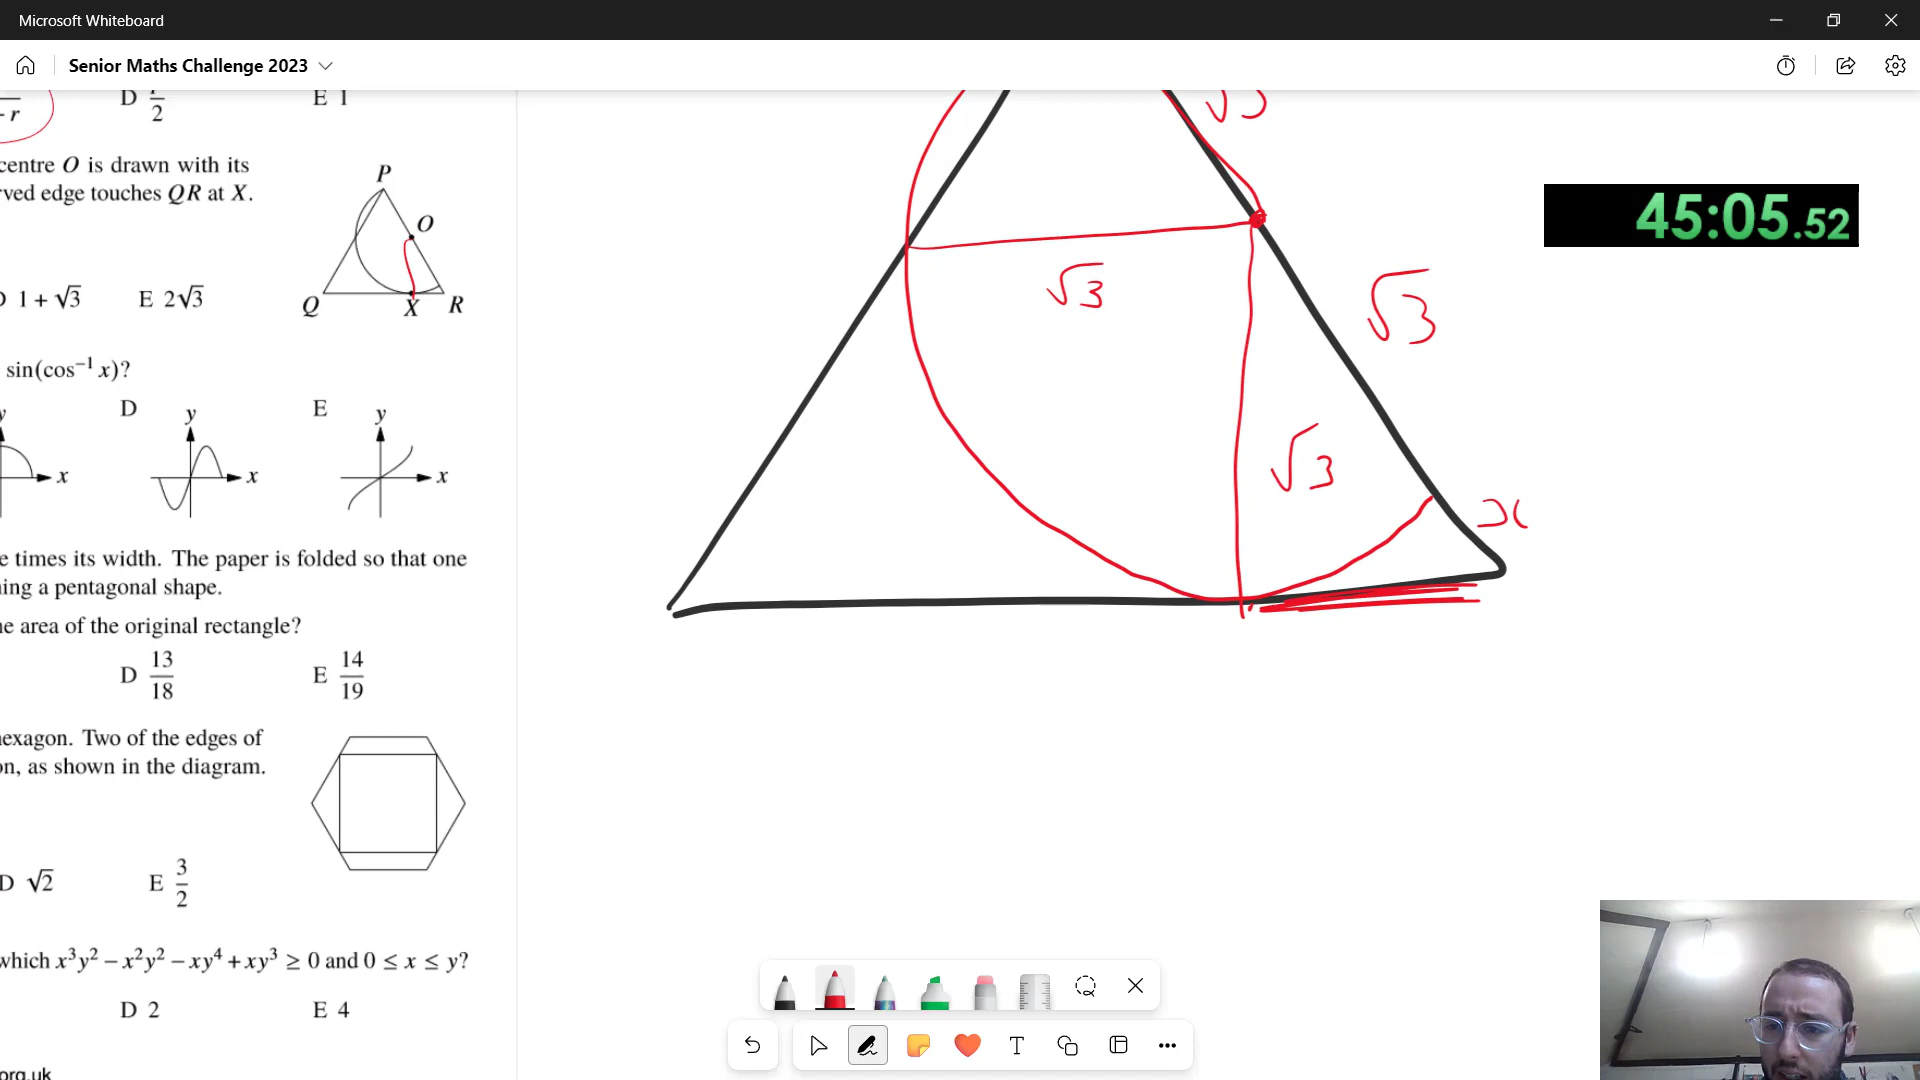 Microsoft Whiteboard
Senior Maths Challenge 2023
- r
D 2
E 1
centre O is drawn with its
rved edge touches QR at X.
P
O
Q X R
D 1 + √3 E 2√3
sin(cos⁻¹ x)?
y x
D y x
E y x
e times its width. The paper is folded so that one
ning a pentagonal shape.
he area of the original rectangle?
D 13/18 E 14/19
hexagon. Two of the edges of
on, as shown in the diagram.
D √2 E 3/2
which x³y² − x²y² − xy⁴ + xy³ ≥ 0 and 0 ≤ x ≤ y?
D 2 E 4
org.uk
√3
√3
√3
√3
x
45:05.52